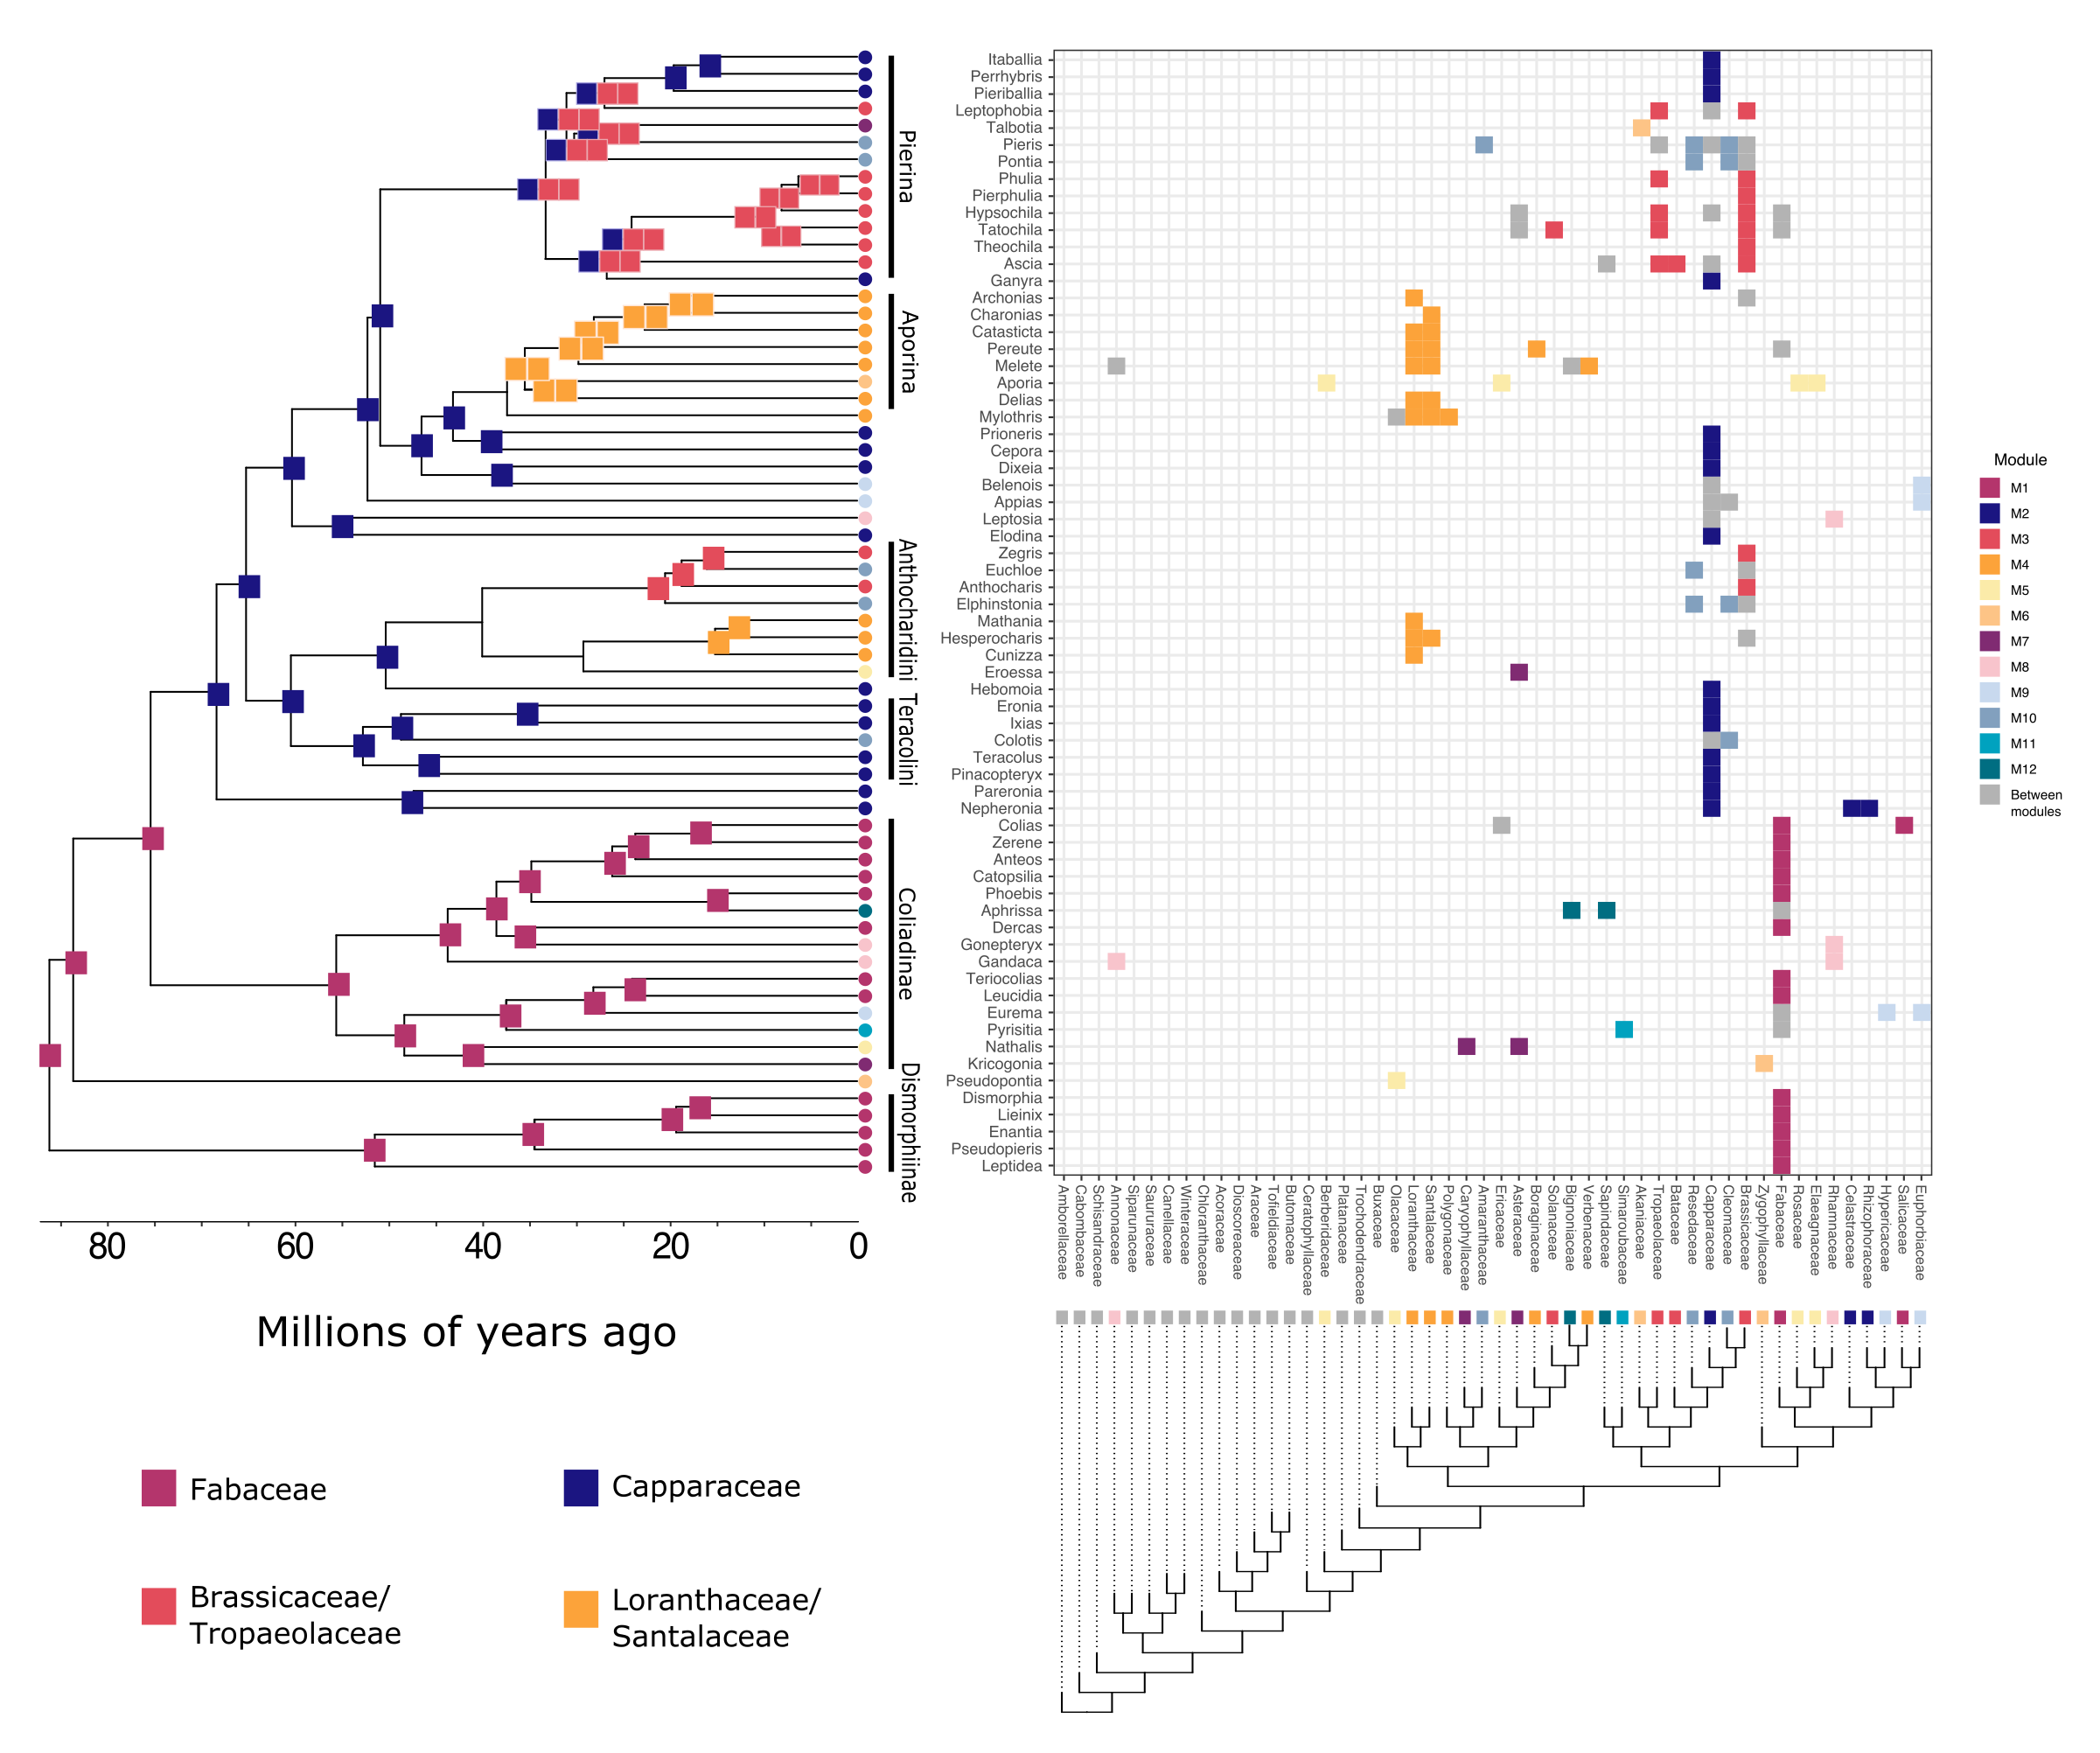 Pierina
Aporina
Anthocharidini
Teracolini
Coliadinae
Dismorphiinae
80
60
40
20
0
Millions of years ago
Fabaceae
Capparaceae
Brassicaceae/
Tropaeolaceae
Loranthaceae/
Santalaceae
Itaballia
Perrhybris
Pieriballia
Leptophobia
Talbotia
Pieris
Pontia
Phulia
Pierphulia
Hypsochila
Tatochila
Theochila
Ascia
Ganyra
Archonias
Charonias
Catasticta
Pereute
Melete
Aporia
Delias
Mylothris
Prioneris
Cepora
Dixeia
Belenois
Appias
Leptosia
Elodina
Zegris
Euchloe
Anthocharis
Elphinstonia
Mathania
Hesperocharis
Cunizza
Eroessa
Hebomoia
Eronia
Ixias
Colotis
Teracolus
Pinacopteryx
Pareronia
Nepheronia
Colias
Zerene
Anteos
Catopsilia
Phoebis
Aphrissa
Dercas
Gonepteryx
Gandaca
Teriocolias
Leucidia
Eurema
Pyrisitia
Nathalis
Kricogonia
Pseudopontia
Dismorphia
Lieinix
Enantia
Pseudopieris
Leptidea
Amborellaceae
Cabombaceae
Schisandraceae
Annonaceae
Siparunaceae
Saururaceae
Canellaceae
Winteraceae
Chloranthaceae
Acoraceae
Dioscoreaceae
Araceae
Tofieldiaceae
Butomaceae
Ceratophyllaceae
Berberidaceae
Platanaceae
Trochodendraceae
Buxaceae
Olacaceae
Loranthaceae
Santalaceae
Polygonaceae
Caryophyllaceae
Amaranthaceae
Ericaceae
Asteraceae
Boraginaceae
Solanaceae
Bignoniaceae
Verbenaceae
Sapindaceae
Simaroubaceae
Akaniaceae
Tropaeolaceae
Bataceae
Resedaceae
Capparaceae
Cleomaceae
Brassicaceae
Zygophyllaceae
Fabaceae
Rosaceae
Elaeagnaceae
Rhamnaceae
Celastraceae
Rhizophoraceae
Hypericaceae
Salicaceae
Euphorbiaceae
Module
M1
M2
M3
M4
M5
M6
M7
M8
M9
M10
M11
M12
Between
modules